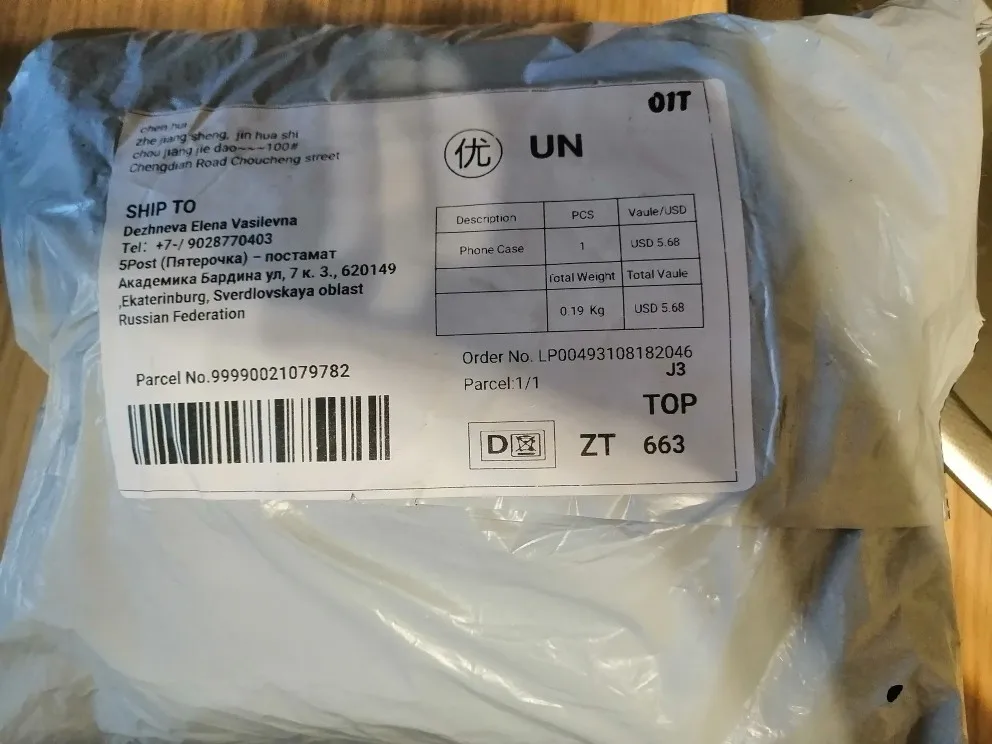 01T
chen hui
zhe jiang sheng, jin hua shi
chou jiang jie dao~~~100#
Chengdian Road Choucheng street
优 UN
SHIP TO
Dezhneva Elena Vasilevna
Tel: +7-/ 9028770403
5Post (Пятерочка) – постамат
Академика Бардина ул, 7 к. 3., 620149
,Ekaterinburg, Sverdlovskaya oblast
Russian Federation
Description PCS Vaule/USD
Phone Case 1 USD 5.68
Total Weight Total Vaule
0.19 Kg USD 5.68
Parcel No.99990021079782
Order No. LP00493108182046
J3
Parcel:1/1
TOP
D ZT 663